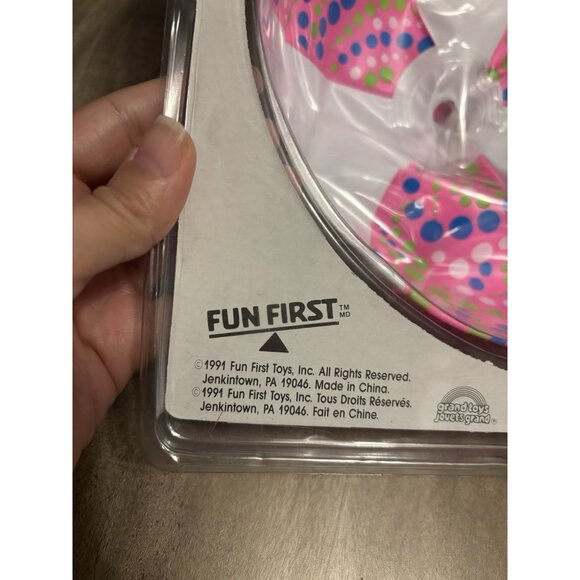 FUN FIRST TM
MD
©1991 Fun First Toys, Inc. All Rights Reserved.
Jenkintown, PA 19046. Made in China.
©1991 Fun First Toys, Inc. Tous Droits Réservés.
Jenkintown, PA 19046. Fait en Chine.
grand toys
jouets grand ®